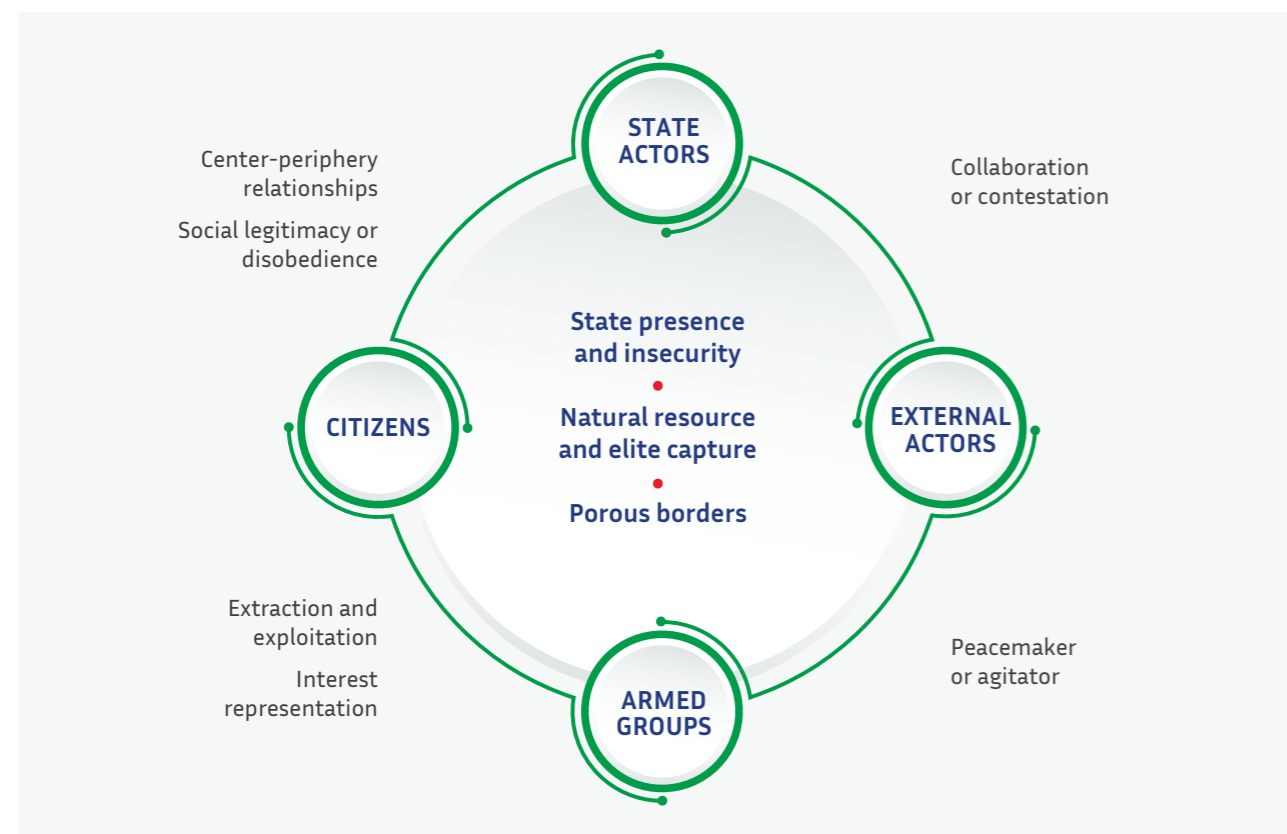 STATE
ACTORS
Center-periphery
relationships
Social legitimacy or
disobedience
Collaboration
or contestation
State presence
and insecurity
Natural resource
and elite capture
Porous borders
CITIZENS
EXTERNAL
ACTORS
Extraction and
exploitation
Interest
representation
Peacemaker
or agitator
ARMED
GROUPS